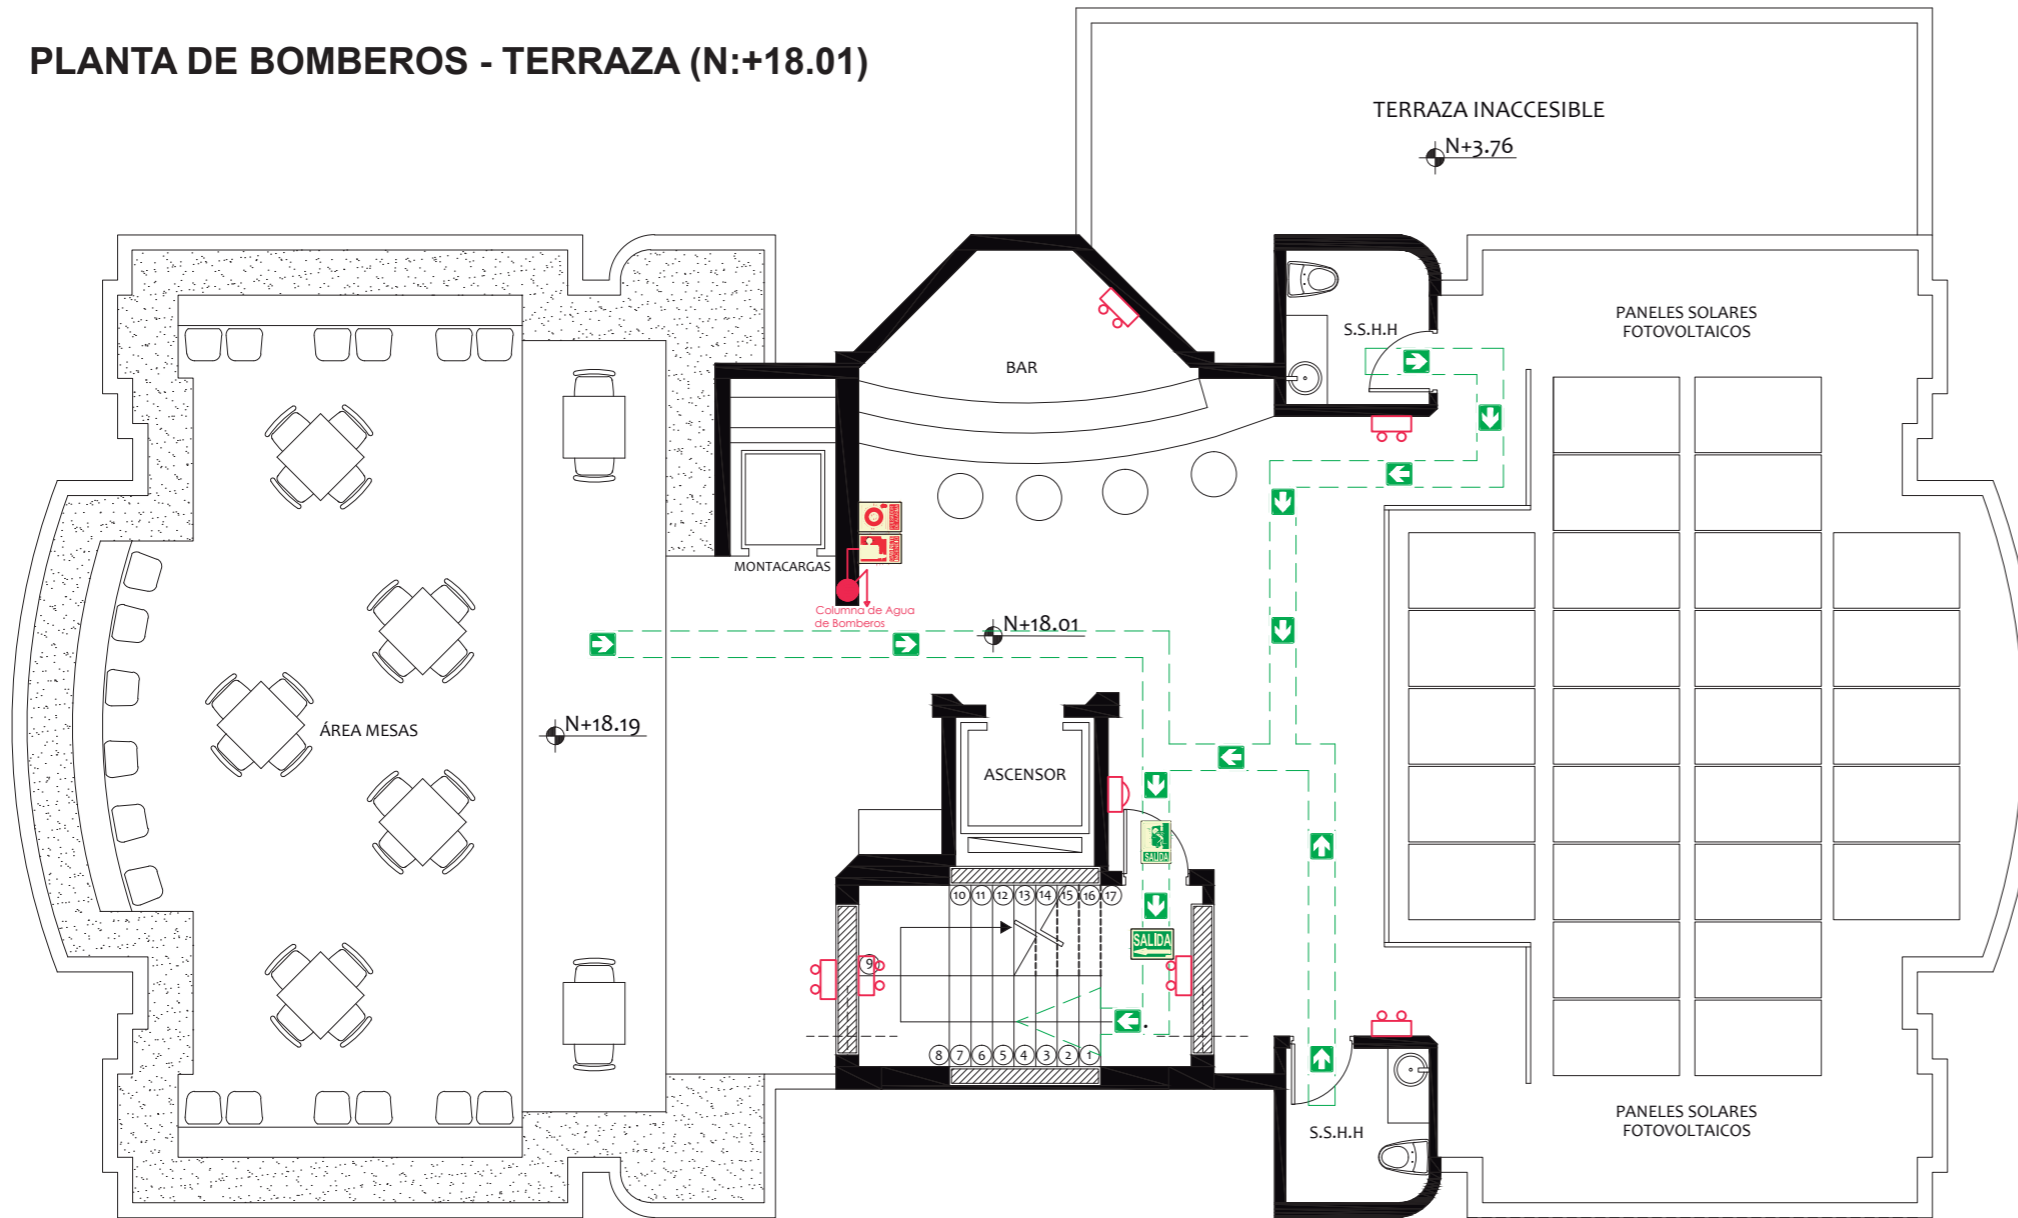 PLANTA DE BOMBEROS - TERRAZA (N:+18.01)
TERRAZA INACCESIBLE
N+3.76
PANELES SOLARES
FOTOVOLTAICOS
S.S.H.H
BAR
MONTACARGAS
Columna de Agua
de Bomberos
N+18.01
ÁREA MESAS
N+18.19
ASCENSOR
SALIDA
10 11 12 13 14 15 16 17
SALIDA
9
8 7 6 5 4 3 2 1
S.S.H.H
PANELES SOLARES
FOTOVOLTAICOS